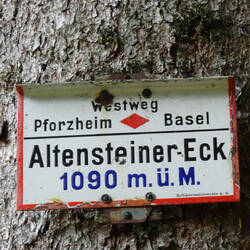 Westweg
Pforzheim Basel
Altensteiner-Eck
1090 m.ü.M.